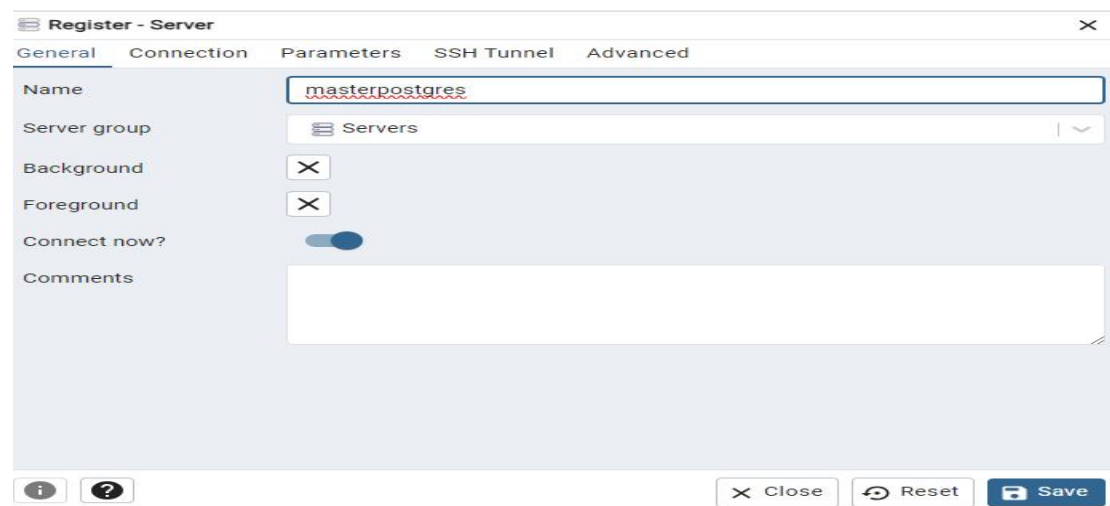 Register - Server
General Connection Parameters SSH Tunnel Advanced
Name masterpostgres
Server group Servers
Background
Foreground
Connect now?
Comments
Close Reset Save